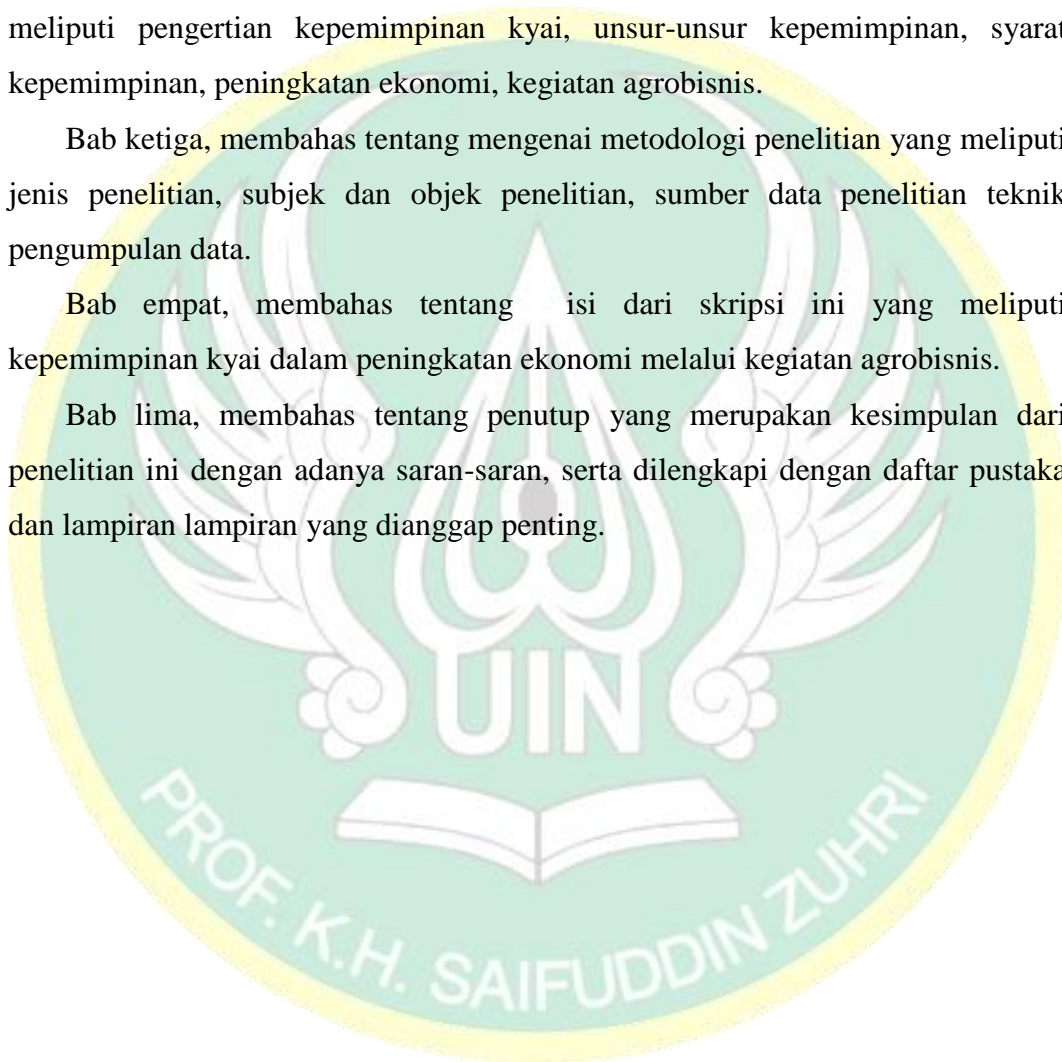 meliputi pengertian kepemimpinan kyai, unsur-unsur kepemimpinan, syarat
kepemimpinan, peningkatan ekonomi, kegiatan agrobisnis.
Bab ketiga, membahas tentang mengenai metodologi penelitian yang meliputi
jenis penelitian, subjek dan objek penelitian, sumber data penelitian teknik
pengumpulan data.
Bab empat, membahas tentang isi dari skripsi ini yang meliputi
kepemimpinan kyai dalam peningkatan ekonomi melalui kegiatan agrobisnis.
Bab lima, membahas tentang penutup yang merupakan kesimpulan dari
penelitian ini dengan adanya saran-saran, serta dilengkapi dengan daftar pustaka
dan lampiran lampiran yang dianggap penting.
UIN
PROF. K.H. SAIFUDDIN ZUHRI